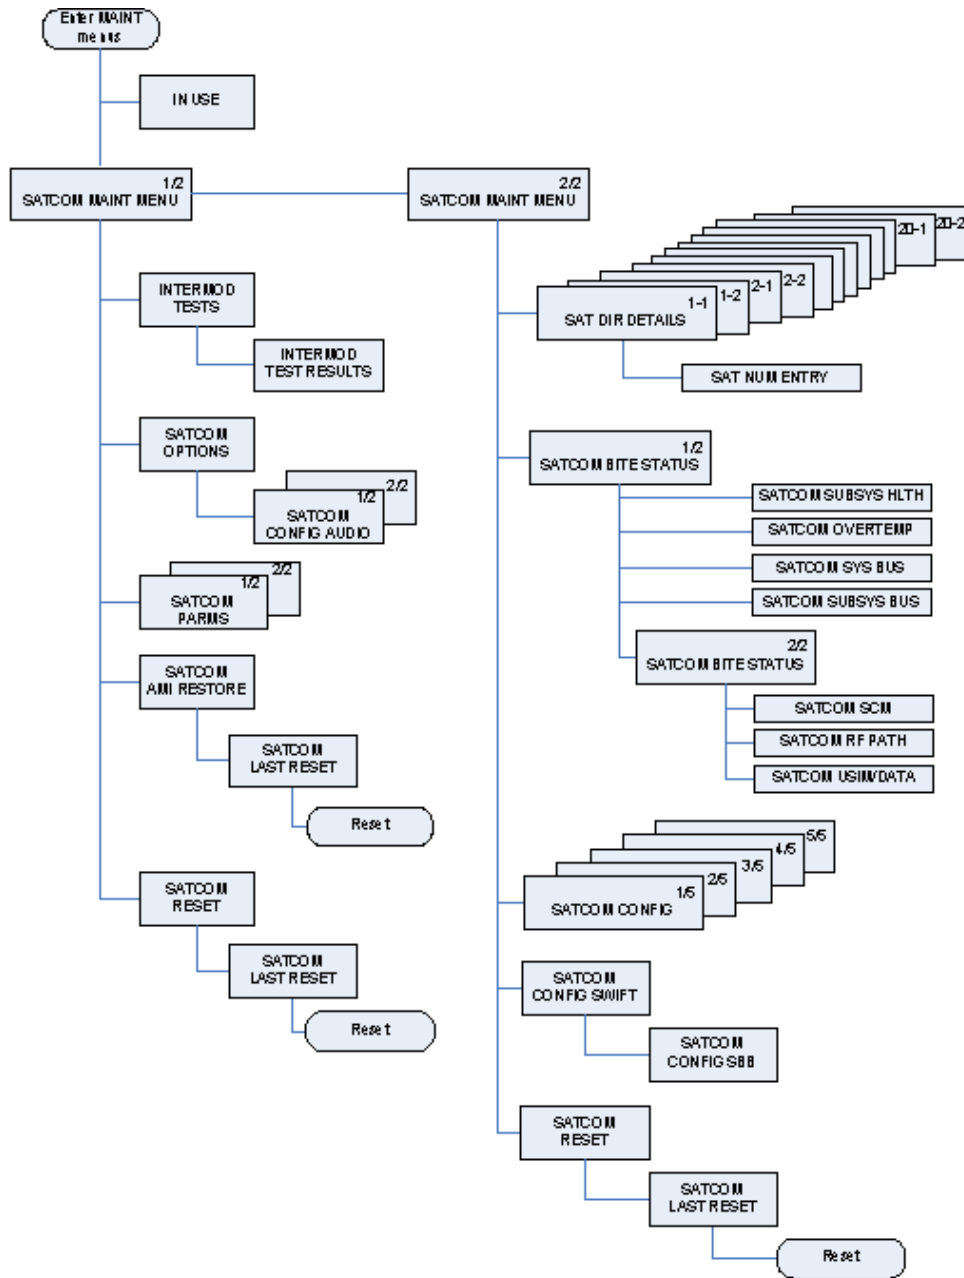 Enter MAINT
menus
IN USE
1/2
SATCOM MAINT MENU
2/2
SATCOM MAINT MENU
INTERMOD
TESTS
INTERMOD
TEST RESULTS
SATCOM
OPTIONS
2/2
1/2
SATCOM
CONFIG AUDIO
2/2
1/2
SATCOM
PARMS
SATCOM
AMI RESTORE
SATCOM
LAST RESET
Reset
SATCOM
RESET
SATCOM
LAST RESET
Reset
20-2
20-1
2-2
2-1
1-2
1-1
SAT DIR DETAILS
SAT NUM ENTRY
1/2
SATCOM BITE STATUS
SATCOM SUBSYS HLTH
SATCOM OVERTEMP
SATCOM SYS BUS
SATCOM SUBSYS BUS
2/2
SATCOM BITE STATUS
SATCOM SCM
SATCOM RF PATH
SATCOM USIM/DATA
5/5
4/5
3/5
2/5
1/5
SATCOM CONFIG
SATCOM
CONFIG SWIFT
SATCOM
CONFIG SBB
SATCOM
RESET
SATCOM
LAST RESET
Reset